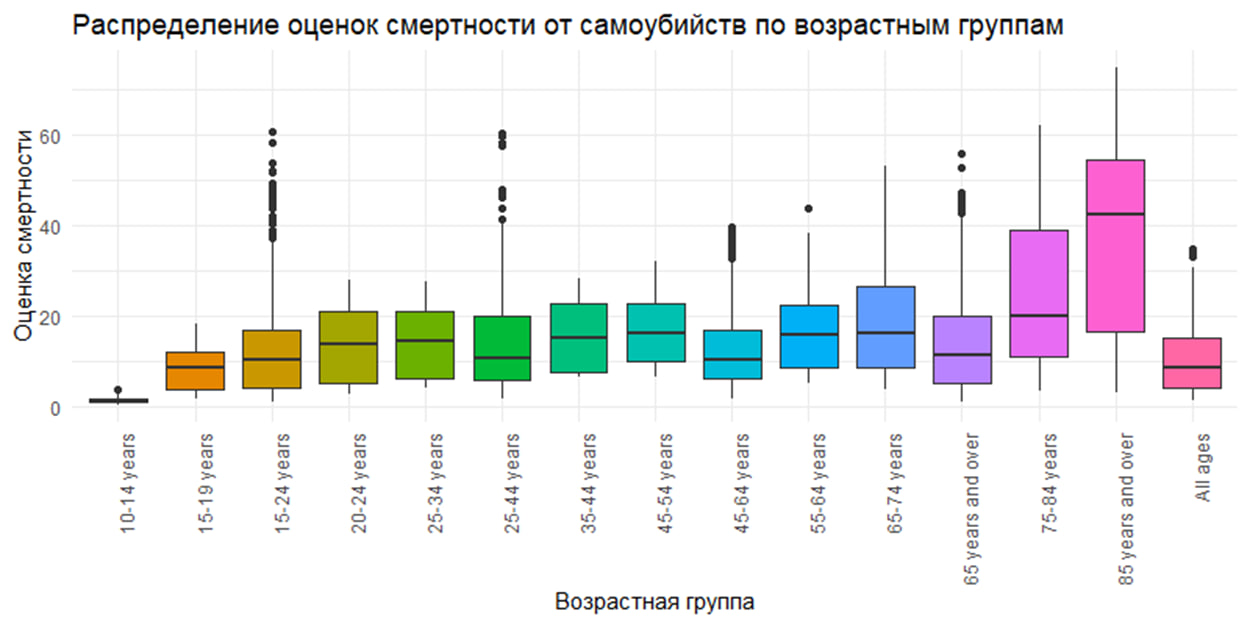 Распределение оценок смертности от самоубийств по возрастным группам
Оценка смертности
60
40
20
0
10-14 years
15-19 years
15-24 years
20-24 years
25-34 years
25-44 years
35-44 years
45-54 years
45-64 years
55-64 years
65-74 years
65 years and over
75-84 years
85 years and over
All ages
Возрастная группа